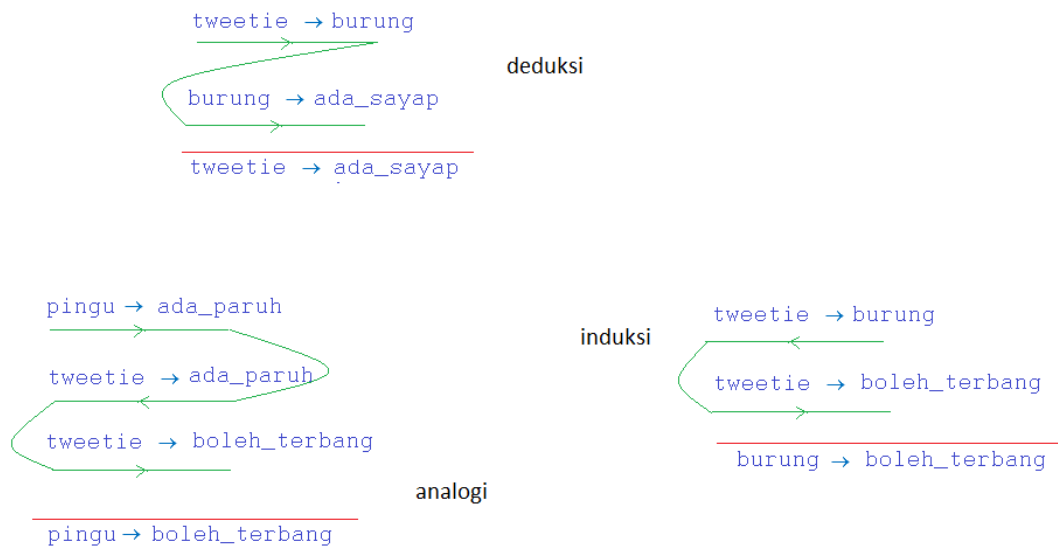 tweetie → burung
deduksi
burung → ada_sayap
tweetie → ada_sayap
pingu → ada_paruh
tweetie → ada_paruh
tweetie → boleh_terbang
analogi
pingu → boleh_terbang
induksi
tweetie → burung
tweetie → boleh_terbang
burung → boleh_terbang